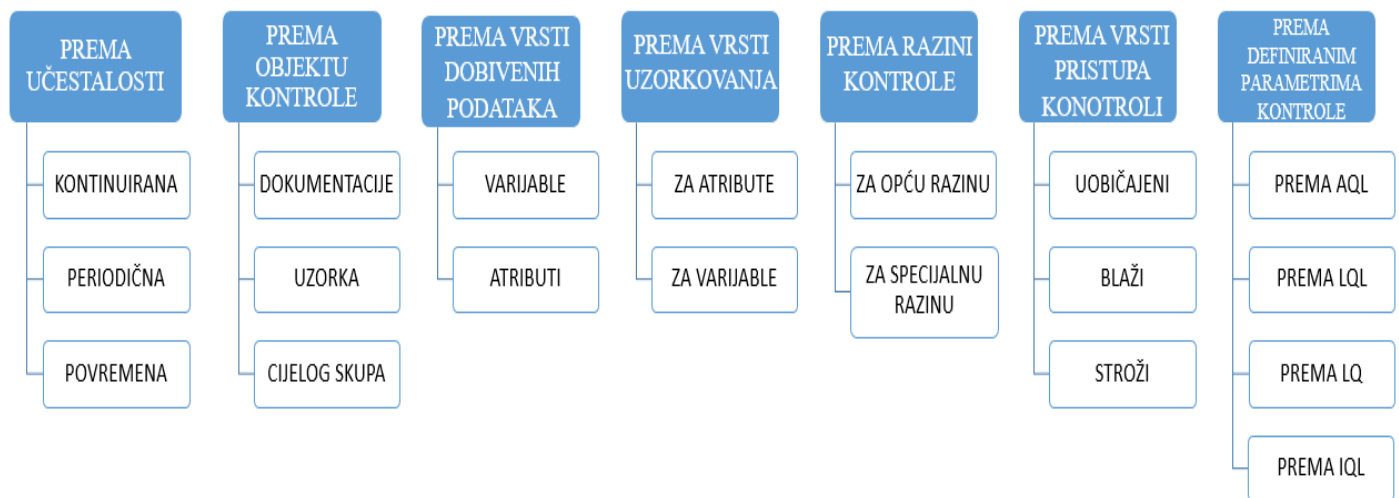 PREMA
UČESTALOSTI
KONTINUIRANA
PERIODIČNA
POVREMENA
PREMA
OBJEKTU
KONTROLE
DOKUMENTACIJE
UZORKA
CIJELOG SKUPA
PREMA VRSTI
DOBIVENIH
PODATAKA
VARIJABLE
ATRIBUTI
PREMA VRSTI
UZORKOVANJA
ZA ATRIBUTE
ZA VARIJABLE
PREMA RAZINI
KONTROLE
ZA OPĆU RAZINU
ZA SPECIJALNU
RAZINU
PREMA VRSTI
PRISTUPA
KONOTROLI
UOBIČAJENI
BLAŽI
STROŽI
PREMA
DEFINIRANIM
PARAMETRIMA
KONTROLE
PREMA AQL
PREMA LQL
PREMA LQ
PREMA IQL